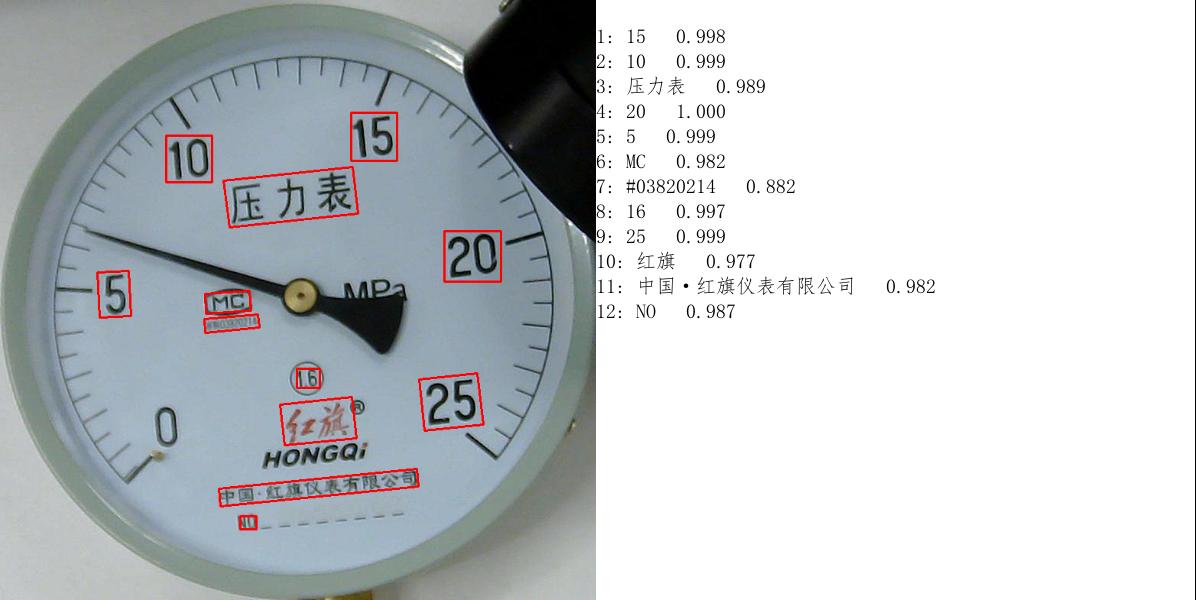 15
10
压力表
20
5
MPa
MC
1.6
25
0
红旗®
HONGQi
中国·红旗仪表有限公司
NO
1: 15 0.998
2: 10 0.999
3: 压力表 0.989
4: 20 1.000
5: 5 0.999
6: MC 0.982
7: #03820214 0.882
8: 16 0.997
9: 25 0.999
10: 红旗 0.977
11: 中国·红旗仪表有限公司 0.982
12: NO 0.987